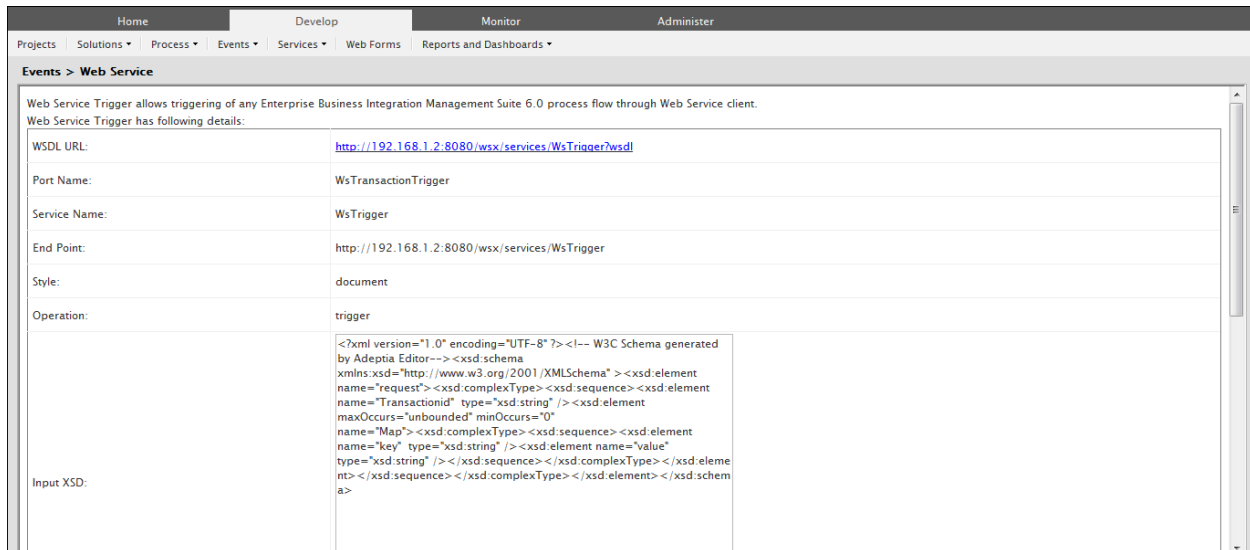 Home Develop Monitor Administer
Projects Solutions Process Events Services Web Forms Reports and Dashboards
Events > Web Service
Web Service Trigger allows triggering of any Enterprise Business Integration Management Suite 6.0 process flow through Web Service client.
Web Service Trigger has following details:
WSDL URL: http://192.168.1.2:8080/wsx/services/WsTrigger?wsdl
Port Name: WsTransactionTrigger
Service Name: WsTrigger
End Point: http://192.168.1.2:8080/wsx/services/WsTrigger
Style: document
Operation: trigger
Input XSD:
<?xml version="1.0" encoding="UTF-8" ?><!-- W3C Schema generated
by Adeptia Editor--><xsd:schema
xmlns:xsd="http://www.w3.org/2001/XMLSchema" ><xsd:element
name="request"><xsd:complexType><xsd:sequence><xsd:element
name="Transactionid"  type="xsd:string" /><xsd:element
maxOccurs="unbounded" minOccurs="0"
name="Map"><xsd:complexType><xsd:sequence><xsd:element
name="key"  type="xsd:string" /><xsd:element name="value"
type="xsd:string" /></xsd:sequence></xsd:complexType></xsd:eleme
nt></xsd:sequence></xsd:complexType></xsd:element></xsd:schem
a>